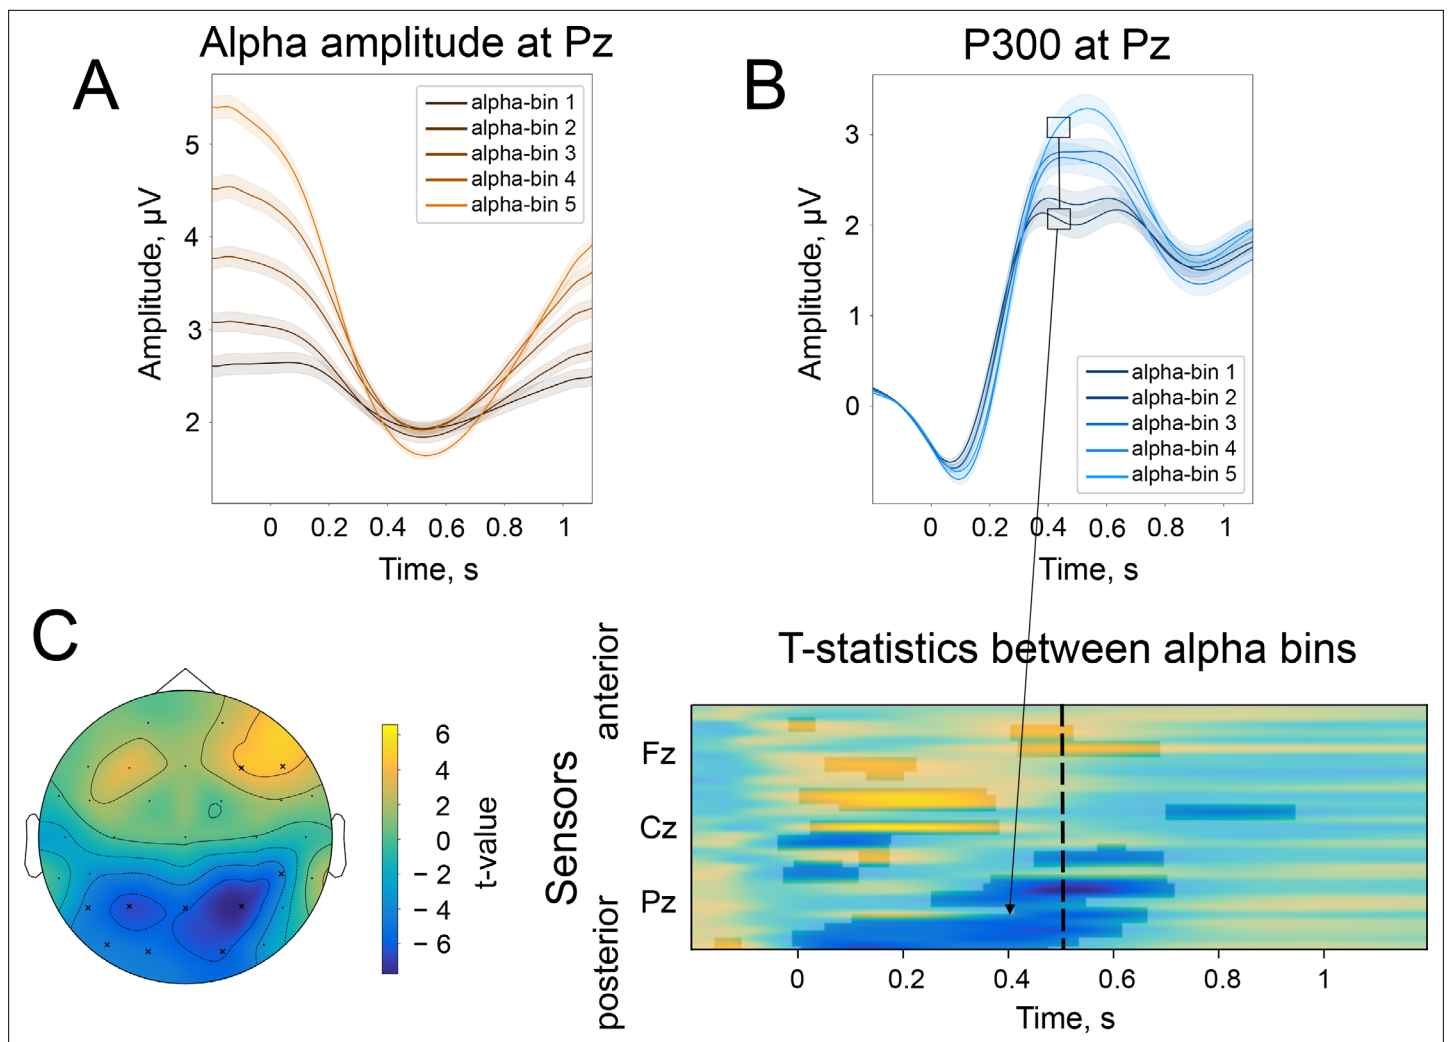 A
Alpha amplitude at Pz
Amplitude, µV
5
4
3
2
alpha-bin 1
alpha-bin 2
alpha-bin 3
alpha-bin 4
alpha-bin 5
0 0.2 0.4 0.6 0.8 1
Time, s
B
P300 at Pz
Amplitude, µV
3
2
1
0
alpha-bin 1
alpha-bin 2
alpha-bin 3
alpha-bin 4
alpha-bin 5
0 0.2 0.4 0.6 0.8 1
Time, s
C
6
4
2
0
− 2
− 4
− 6
t-value
T-statistics between alpha bins
Sensors
anterior
posterior
Fz
Cz
Pz
0 0.2 0.4 0.6 0.8 1
Time, s